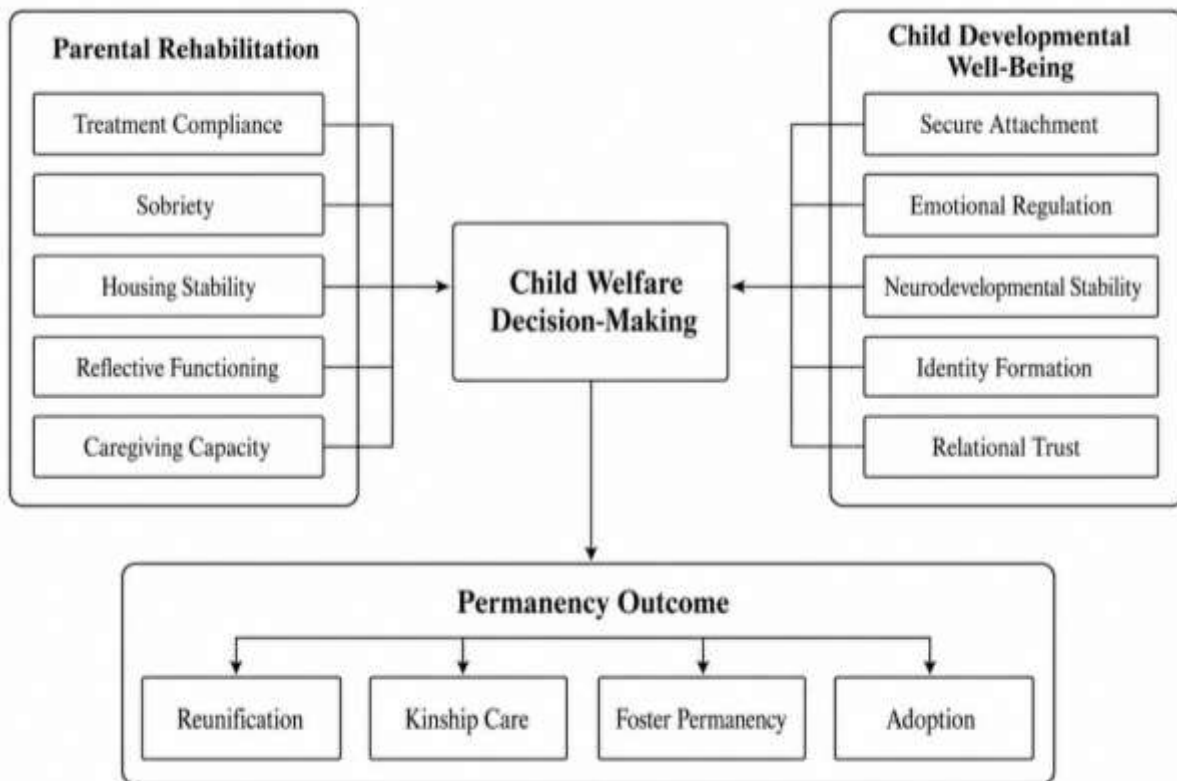 Parental Rehabilitation
Treatment Compliance
Sobriety
Housing Stability
Reflective Functioning
Caregiving Capacity
Child Welfare
Decision-Making
Child Developmental
Well-Being
Secure Attachment
Emotional Regulation
Neurodevelopmental Stability
Identity Formation
Relational Trust
Permanency Outcome
Reunification
Kinship Care
Foster Permanency
Adoption